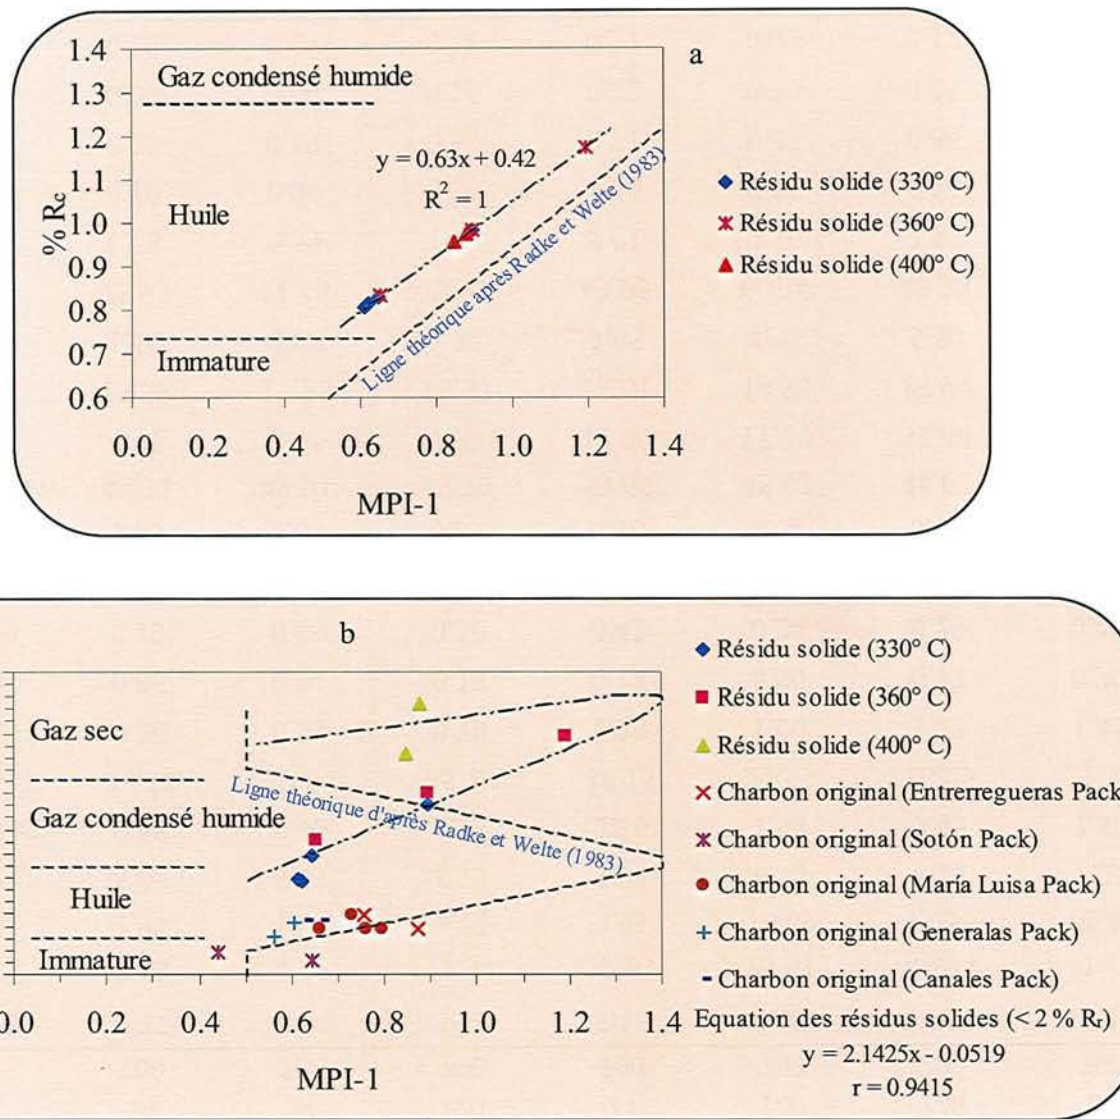 a
1.4
1.3
1.2
1.1
1.0
0.9
0.8
0.7
0.6
% Rc
Gaz condensé humide
y = 0.63x + 0.42
R² = 1
Huile
Immature
Ligne théorique après Radke et Welte (1983)
0.0 0.2 0.4 0.6 0.8 1.0 1.2 1.4
MPI-1
Résidu solide (330° C)
Résidu solide (360° C)
Résidu solide (400° C)
b
Gaz sec
Ligne théorique d'après Radke et Welte (1983)
Gaz condensé humide
Huile
Immature
0.0 0.2 0.4 0.6 0.8 1.0 1.2 1.4
MPI-1
Résidu solide (330° C)
Résidu solide (360° C)
Résidu solide (400° C)
Charbon original (Entrerregueras Pack
Charbon original (Sotón Pack)
Charbon original (María Luisa Pack)
Charbon original (Generalas Pack)
Charbon original (Canales Pack)
Equation des résidus solides (< 2 % Rr)
y = 2.1425x - 0.0519
r = 0.9415